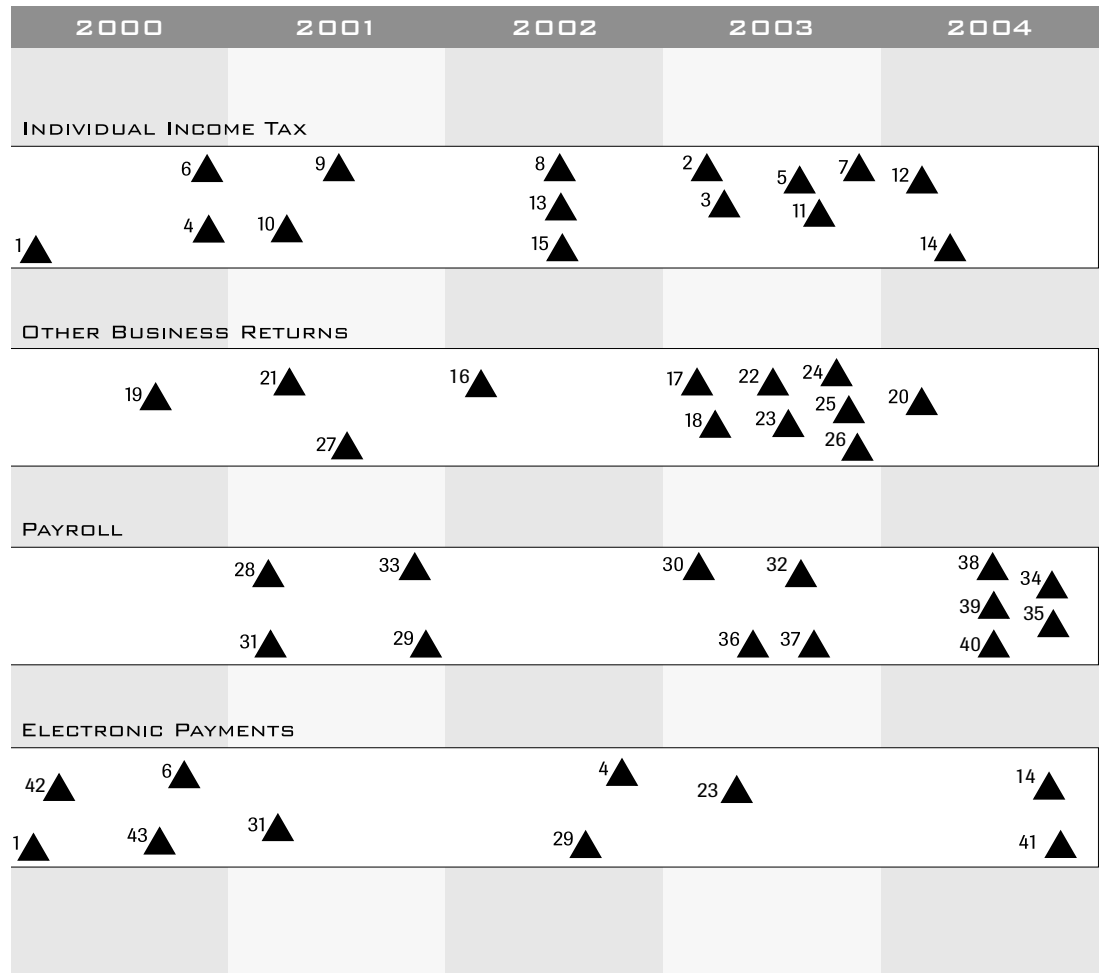 2000 2001 2002 2003 2004
INDIVIDUAL INCOME TAX
6 9 8 2 5 7 12
4 10 13 3 11
1 15 14
OTHER BUSINESS RETURNS
19 21 16 17 22 24 20
18 23 25
27 26
PAYROLL
28 33 30 32 38 34
39 35
31 29 36 37 40
ELECTRONIC PAYMENTS
42 6 4 23 14
1 43 31 29 41